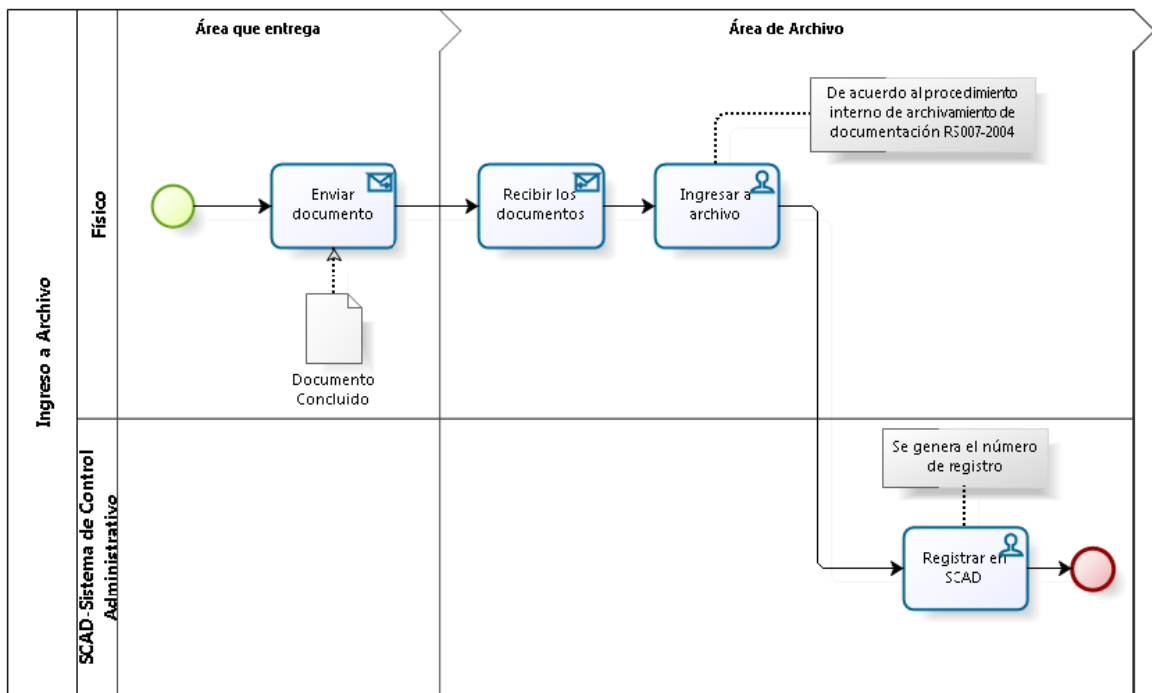 Área que entrega
Área de Archivo
Ingreso a Archivo
Físico
De acuerdo al procedimiento
interno de archivamiento de
documentación RS007-2004
Enviar
documento
Recibir los
documentos
Ingresar a
archivo
Documento
Concluido
SCAD-Sistema de Control
Administrativo
Se genera el número
de registro
Registrar en
SCAD